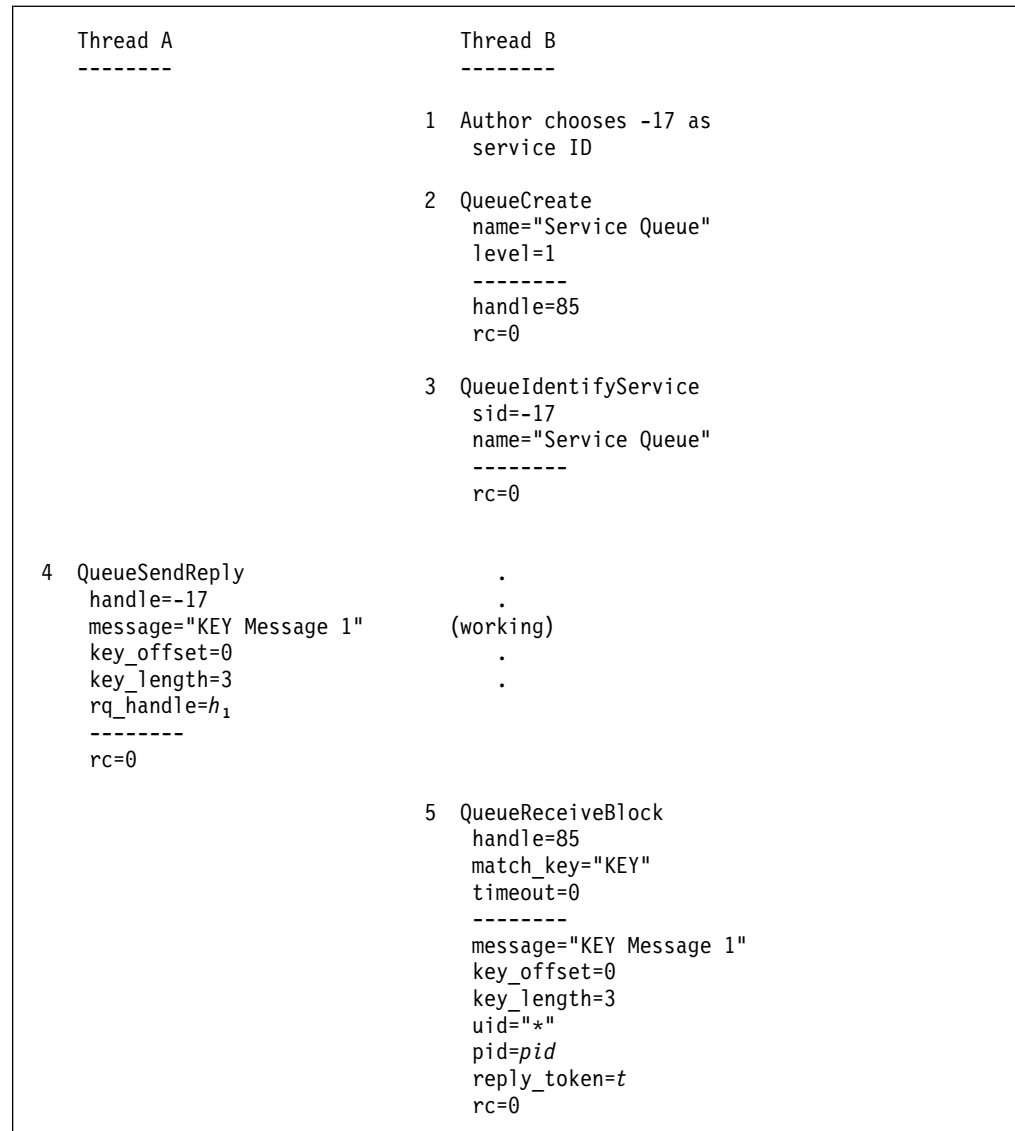 Thread A                    Thread B
--------                    --------
1 Author chooses -17 as
service ID
2 QueueCreate
name="Service Queue"
level=1
--------
handle=85
rc=0
3 QueueIdentifyService
sid=-17
name="Service Queue"
--------
rc=0
4 QueueSendReply                    .
handle=-17                    .
message="KEY Message 1"                    (working)
key_offset=0                    .
key_length=3                    .
rq_handle=h₁
--------
rc=0
5 QueueReceiveBlock
handle=85
match_key="KEY"
timeout=0
--------
message="KEY Message 1"
key_offset=0
key_length=3
uid="*"
pid=pid
reply_token=t
rc=0